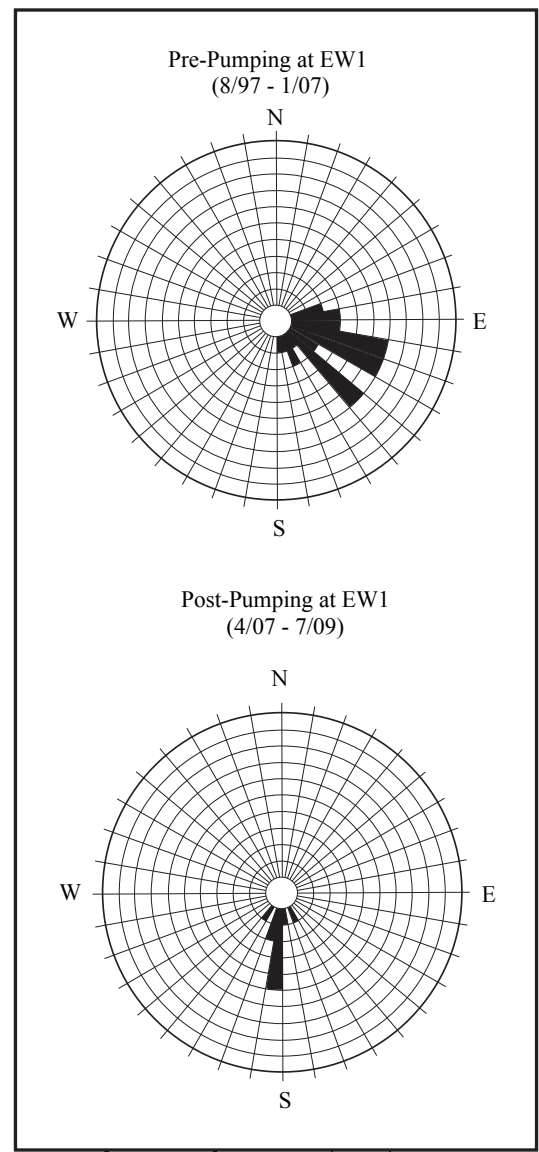 Pre-Pumping at EW1
(8/97 - 1/07)
N
W
E
S
Post-Pumping at EW1
(4/07 - 7/09)
N
W
E
S